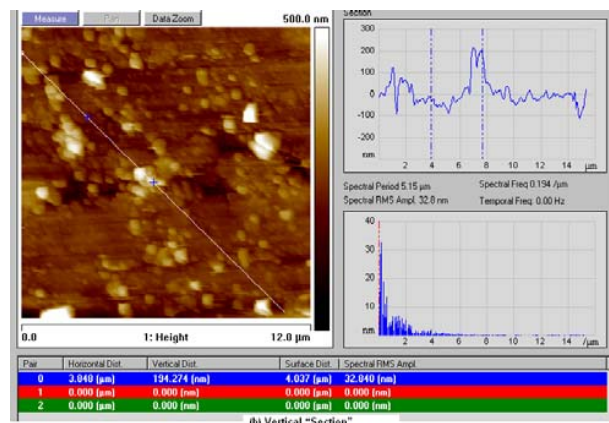 Measure Pan Data Zoom 500.0 nm
Section
300
200
100
0
-100
-200
nm
2 4 6 8 10 12 14 µm
Spectral Period 5.15 µm Spectral Freq 0.194 /µm
Spectral RMS Ampl. 32.8 nm Temporal Freq: 0.00 Hz
40
30
20
10
nm
2 4 6 8 10 12 14 /µm
0.0 1: Height 12.0 µm
Pair Horizontal Dist. Vertical Dist. Surface Dist. Spectral RMS Ampl.
0 3.848 (µm) 194.274 (nm) 4.037 (µm) 32.840 (nm)
1 0.000 (µm) 0.000 (nm) 0.000 (µm) 0.000 (nm)
2 0.000 (µm) 0.000 (nm) 0.000 (µm) 0.000 (nm)
(b) Vertical "Section"